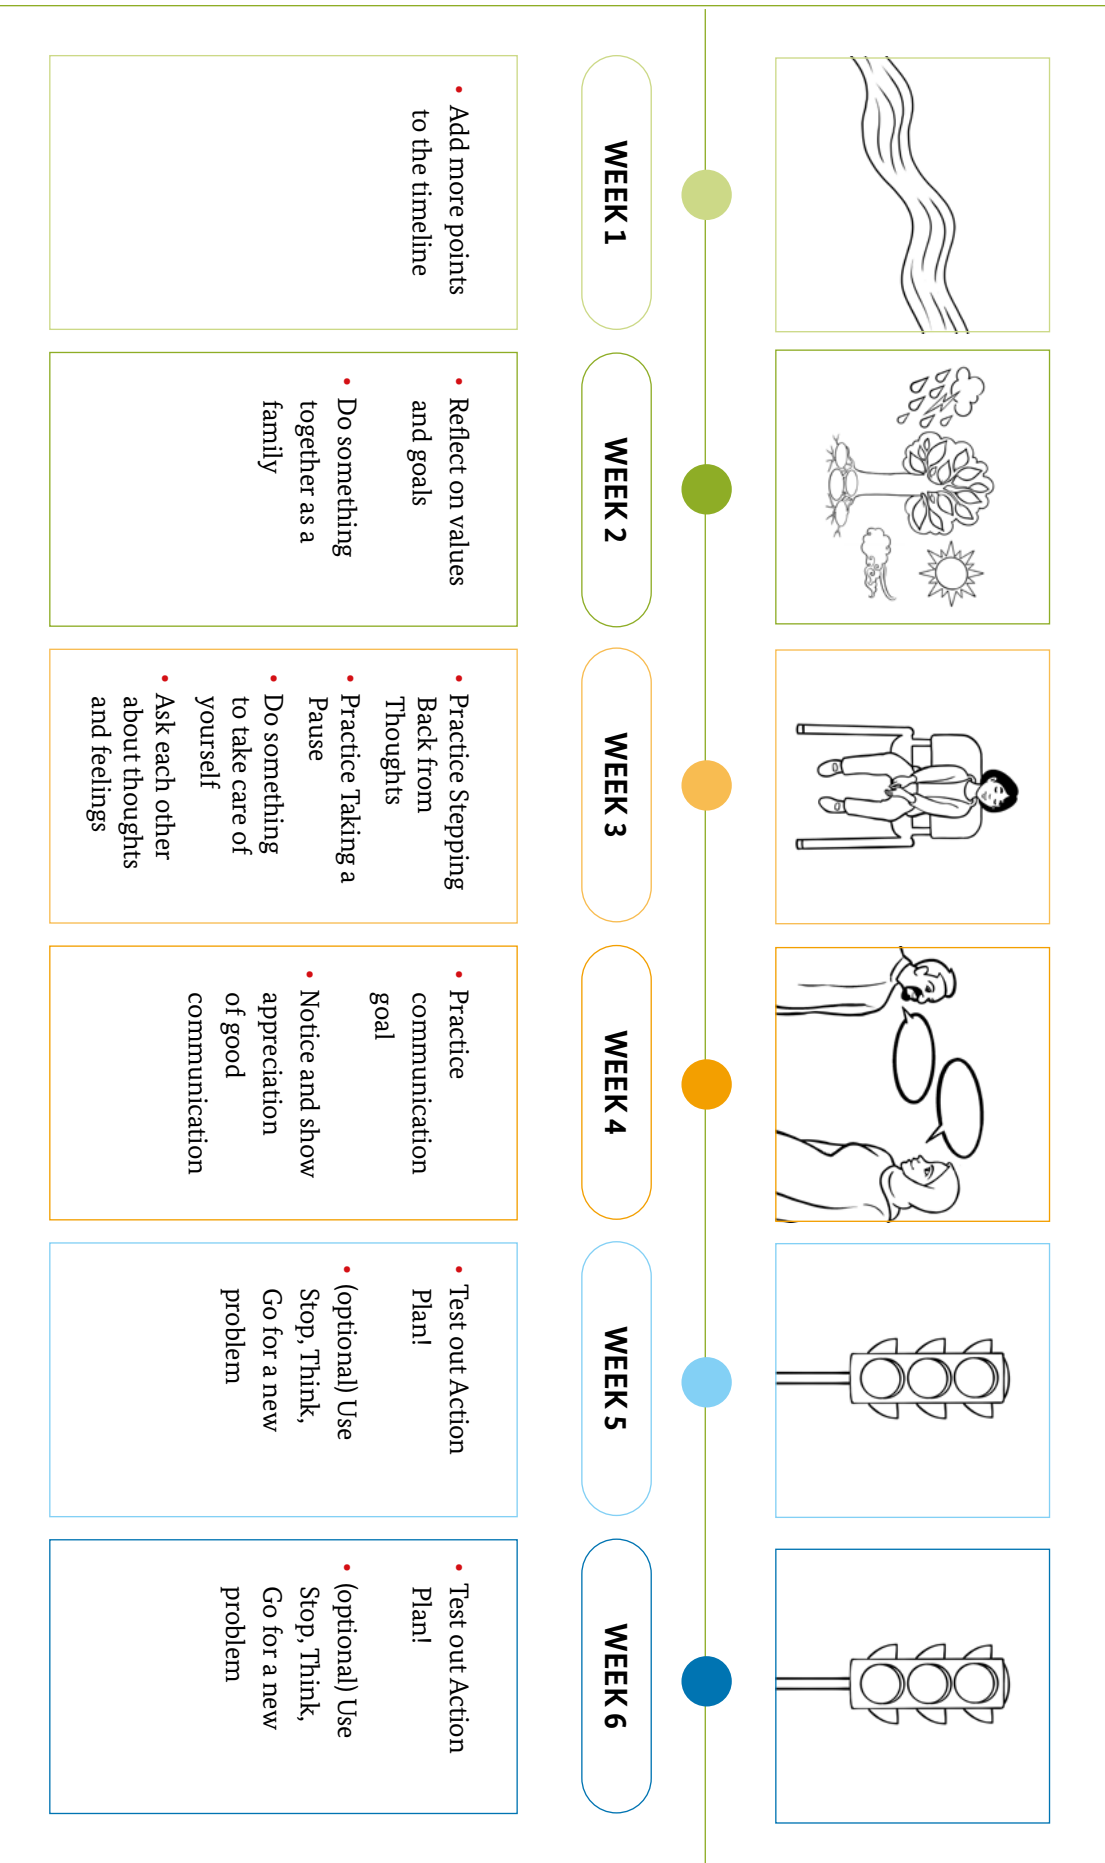 WEEK 1
• Add more points
to the timeline
WEEK 2
• Reflect on values
and goals
• Do something
together as a
family
WEEK 3
• Practice Stepping
Back from
Thoughts
• Practice Taking a
Pause
• Do something
to take care of
yourself
• Ask each other
about thoughts
and feelings
WEEK 4
• Practice
communication
goal
• Notice and show
appreciation
of good
communication
WEEK 5
• Test out Action
Plan!
• (optional) Use
Stop, Think,
Go for a new
problem
WEEK 6
• Test out Action
Plan!
• (optional) Use
Stop, Think,
Go for a new
problem